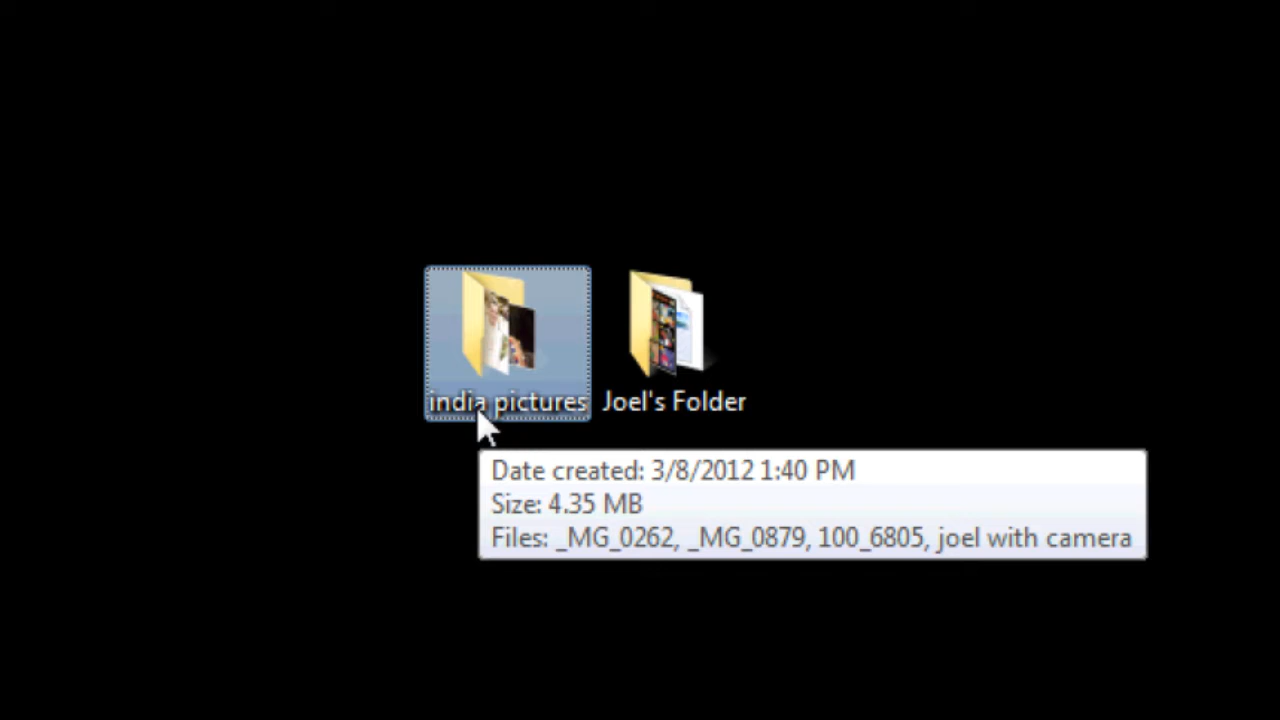 india pictures
Joel's Folder
Date created: 3/8/2012 1:40 PM
Size: 4.35 MB
Files: _MG_0262, _MG_0879, 100_6805, joel with camera